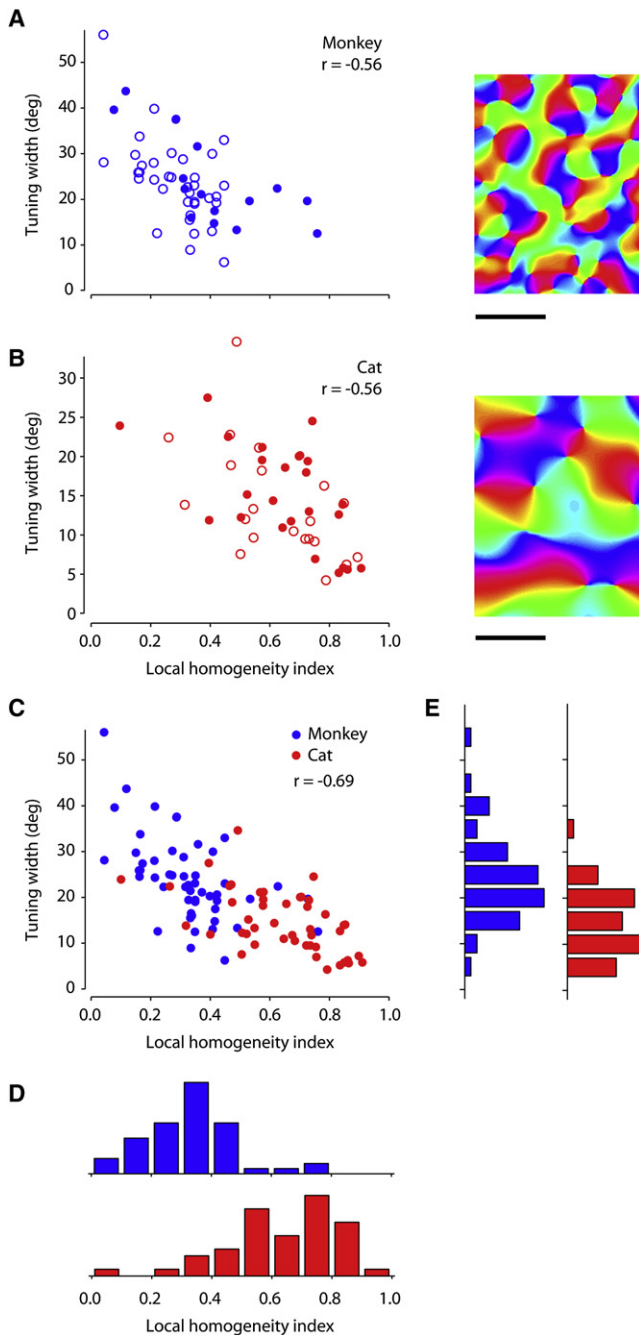 A
Monkey
r = -0.56
Tuning width (deg)
50
40
30
20
10
0
B
Cat
r = -0.56
Tuning width (deg)
30
25
20
15
10
5
0
0.0 0.2 0.4 0.6 0.8 1.0
Local homogeneity index
C
Monkey
Cat
r = -0.69
Tuning width (deg)
50
40
30
20
10
0
0.0 0.2 0.4 0.6 0.8 1.0
Local homogeneity index
E
D
0.0 0.2 0.4 0.6 0.8 1.0
Local homogeneity index